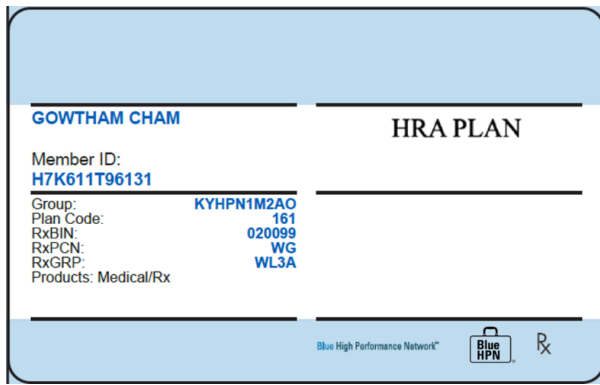 GOWTHAM CHAM
HRA PLAN
Member ID:
H7K611T96131
Group: KYHPN1M2AO
Plan Code: 161
RxBIN: 020099
RxPCN: WG
RxGRP: WL3A
Products: Medical/Rx
Blue High Performance Network℠
Blue
HPN
Rx